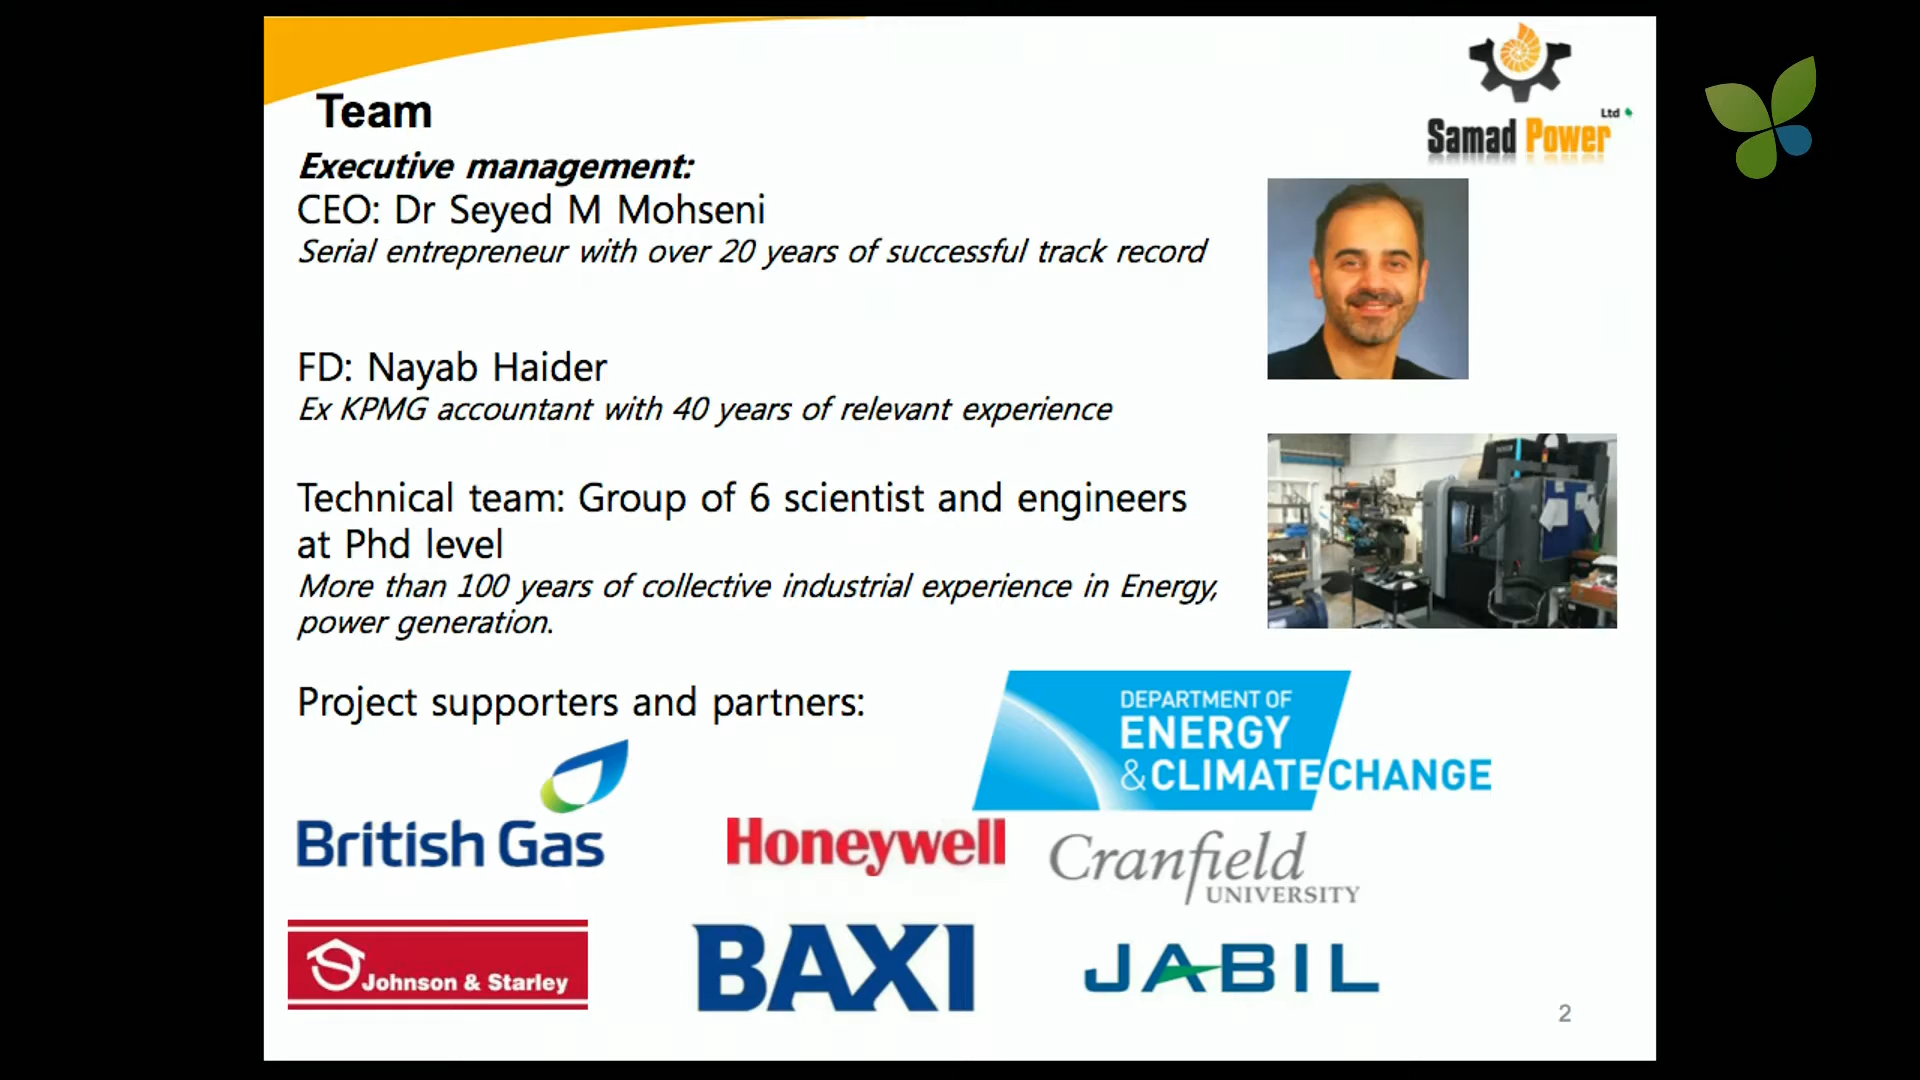 Team
Ltd
Samad Power
Executive management:
CEO: Dr Seyed M Mohseni
Serial entrepreneur with over 20 years of successful track record
FD: Nayab Haider
Ex KPMG accountant with 40 years of relevant experience
Technical team: Group of 6 scientist and engineers
at Phd level
More than 100 years of collective industrial experience in Energy,
power generation.
Project supporters and partners:
DEPARTMENT OF
ENERGY
& CLIMATE CHANGE
British Gas
Honeywell
Cranfield
UNIVERSITY
Johnson & Starley
BAXI
JABIL
2